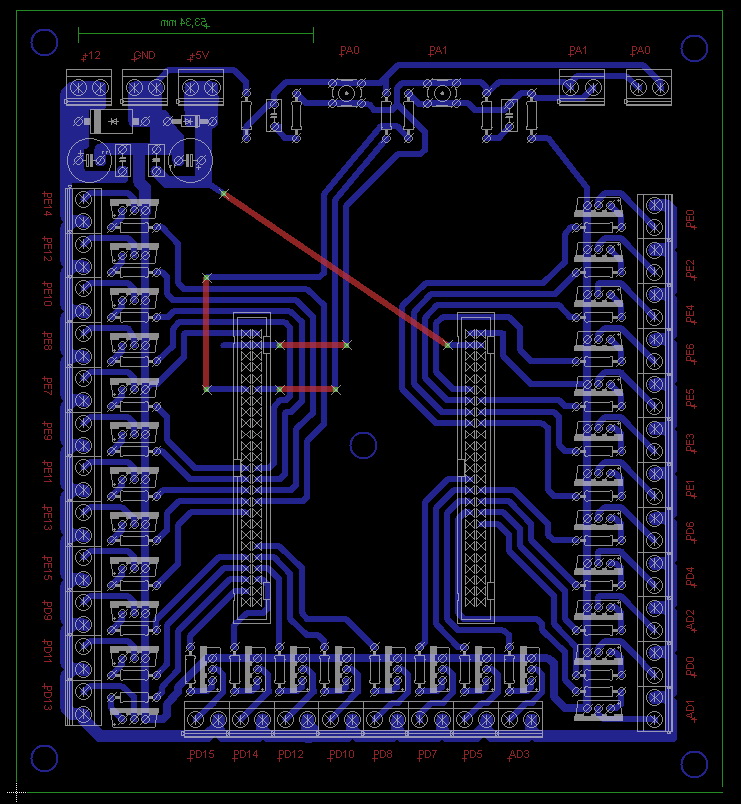 53,34 mm
+12
GND
+5V
PA0
PA1
PA1
PA0
PE14
PE12
PE10
PE8
PE7
PE9
PE11
PE13
PE15
PD9
PD11
PD13
PE0
PE2
PE4
PE6
PE5
PE3
PE1
PD6
PD4
AD2
PD0
AD1
PD15
PD14
PD12
PD10
PD8
PD7
PD5
AD3